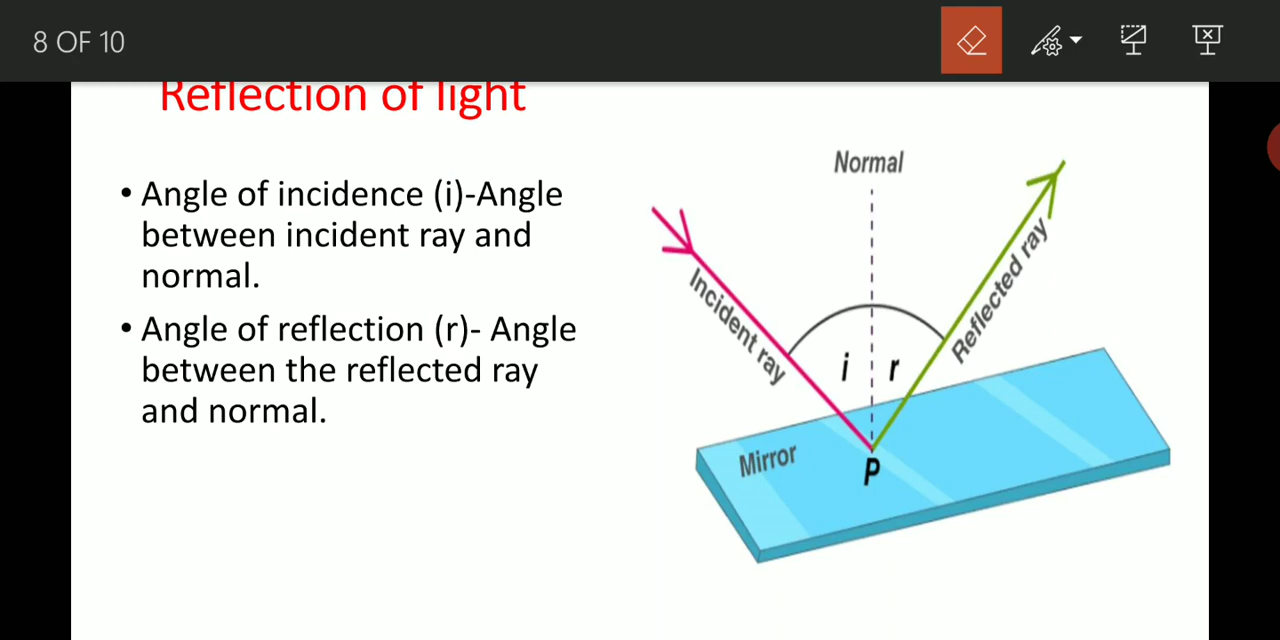 8 OF 10
Reflection of light
• Angle of incidence (i)-Angle
between incident ray and
normal.
• Angle of reflection (r)- Angle
between the reflected ray
and normal.
Normal
Incident ray
Reflected ray
i
r
Mirror
P